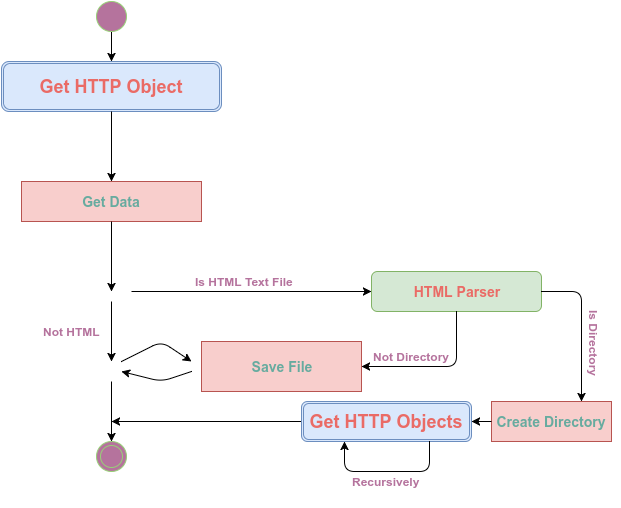 Get HTTP Object
Get Data
Is HTML Text File
HTML Parser
Is Directory
Not HTML
Save File
Not Directory
Get HTTP Objects
Create Directory
Recursively